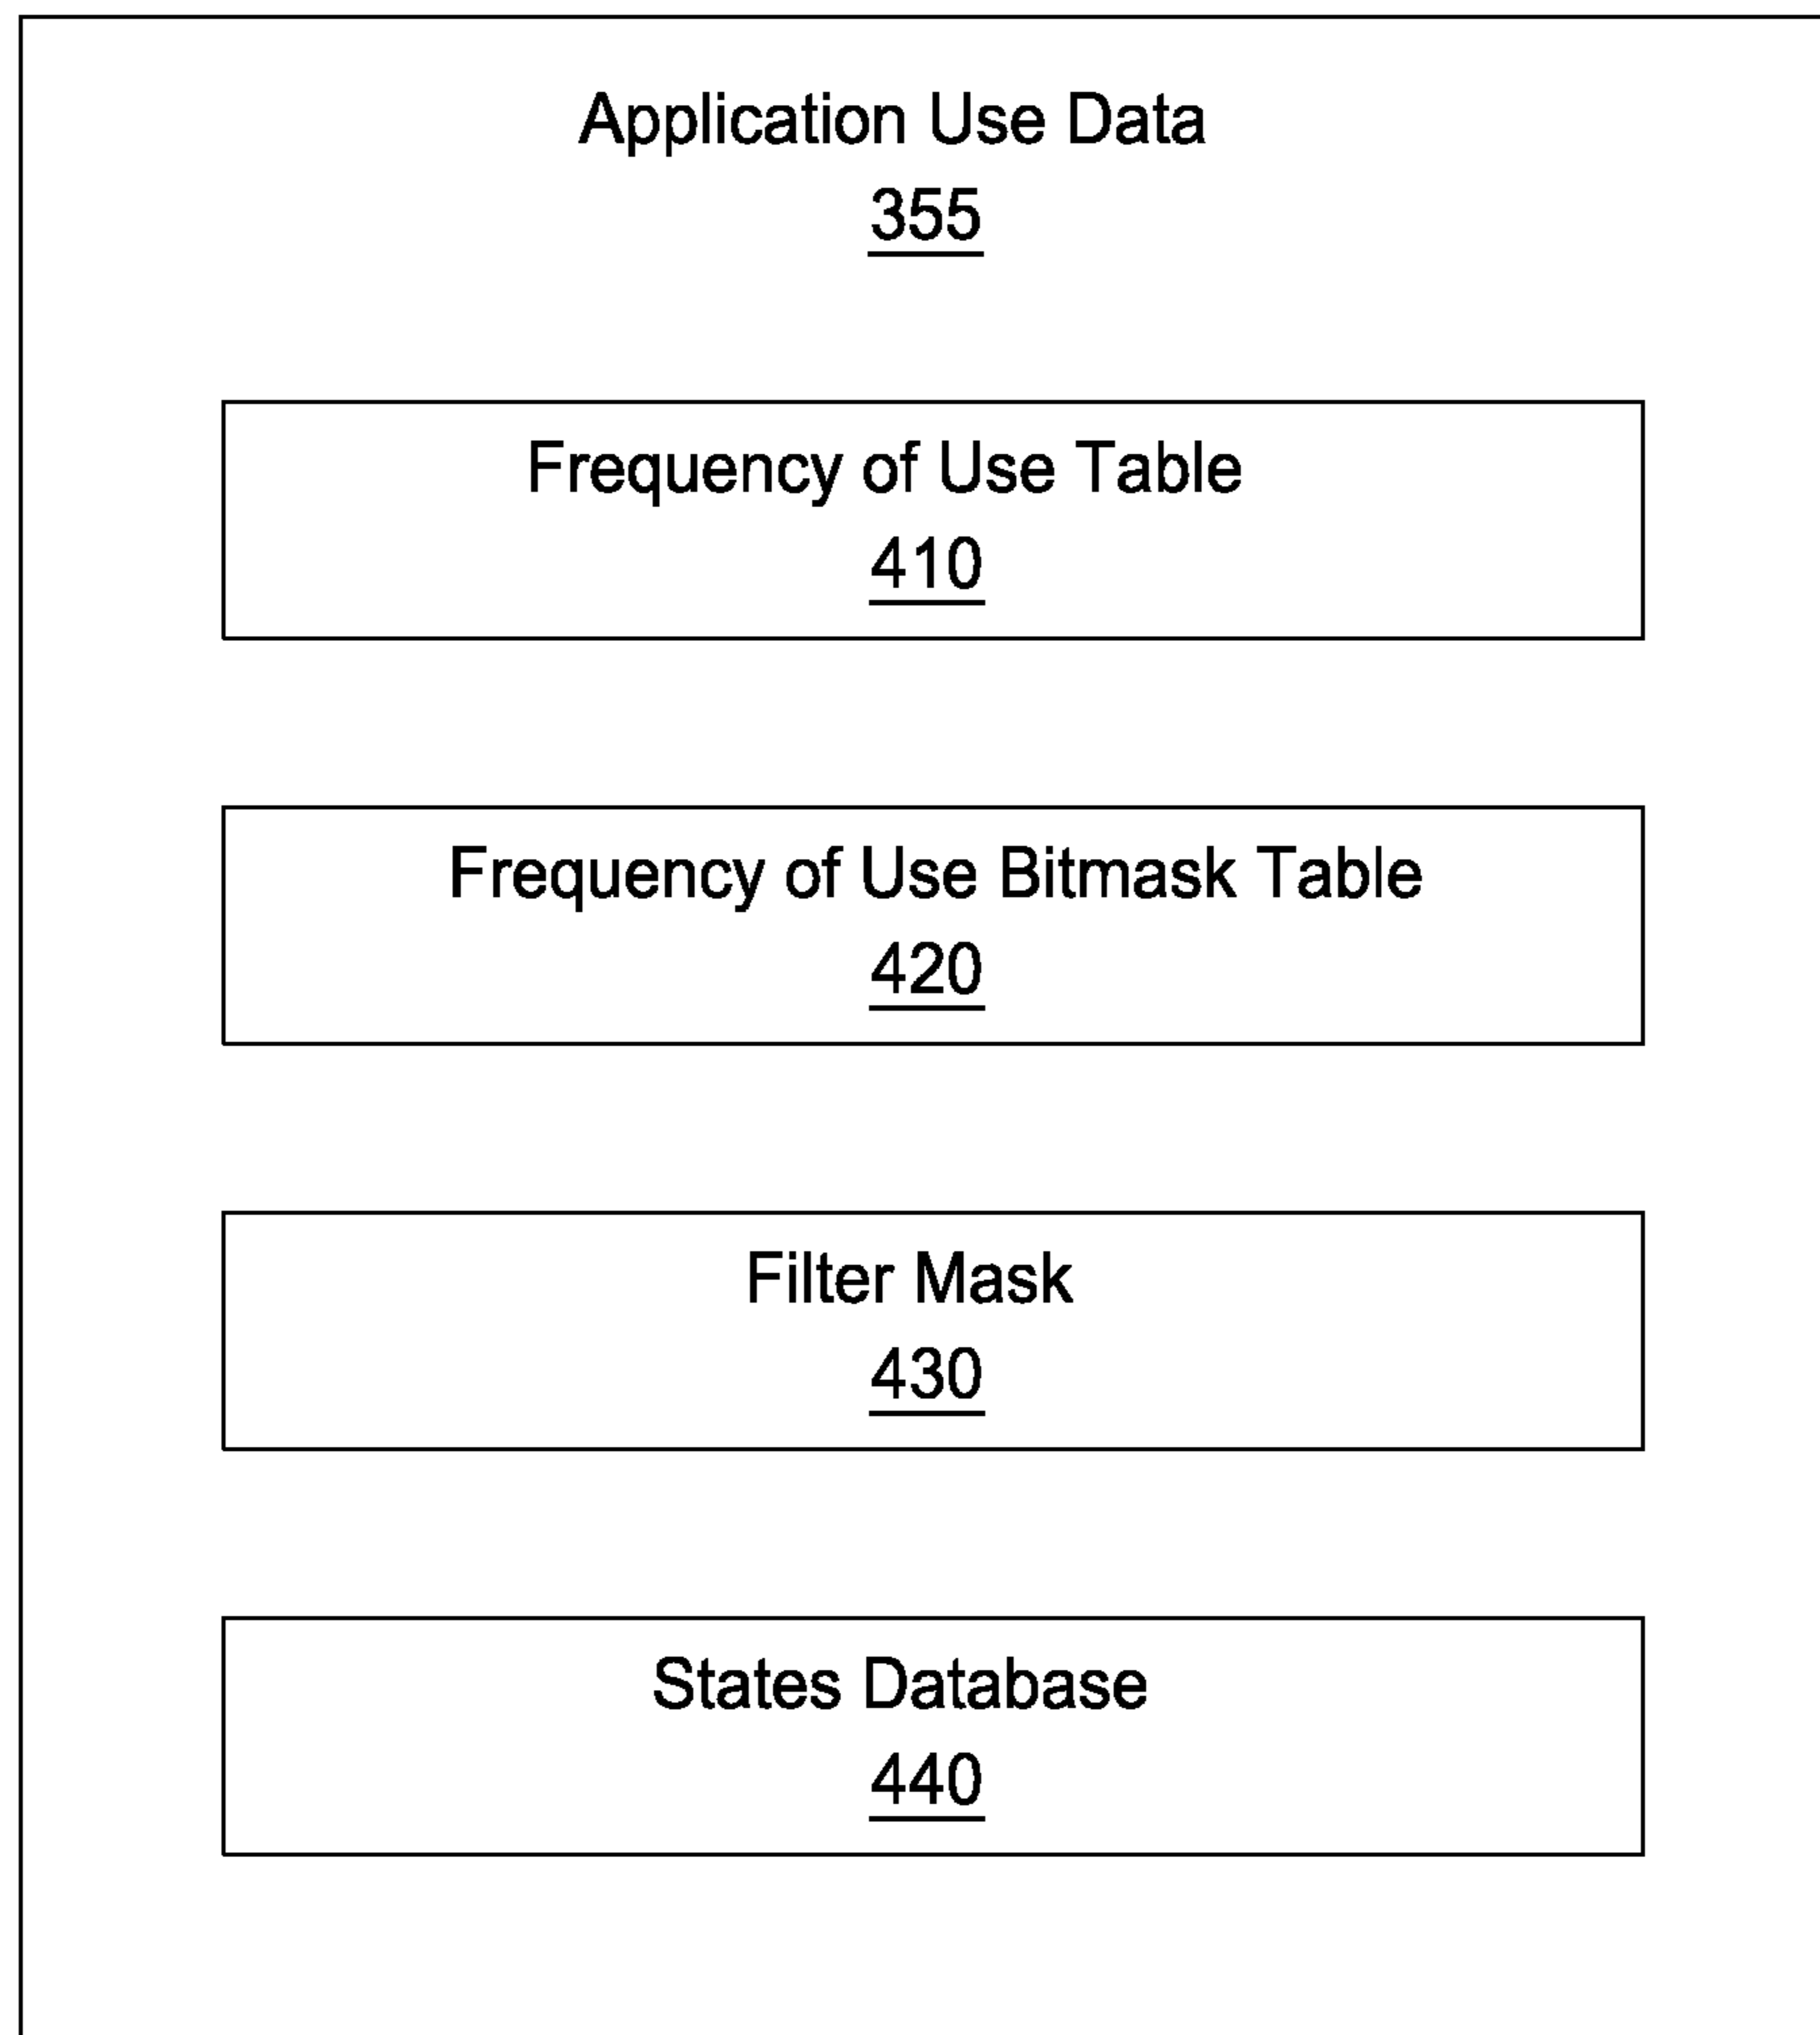 Application Use Data
355
Frequency of Use Table
410
Frequency of Use Bitmask Table
420
Filter Mask
430
States Database
440